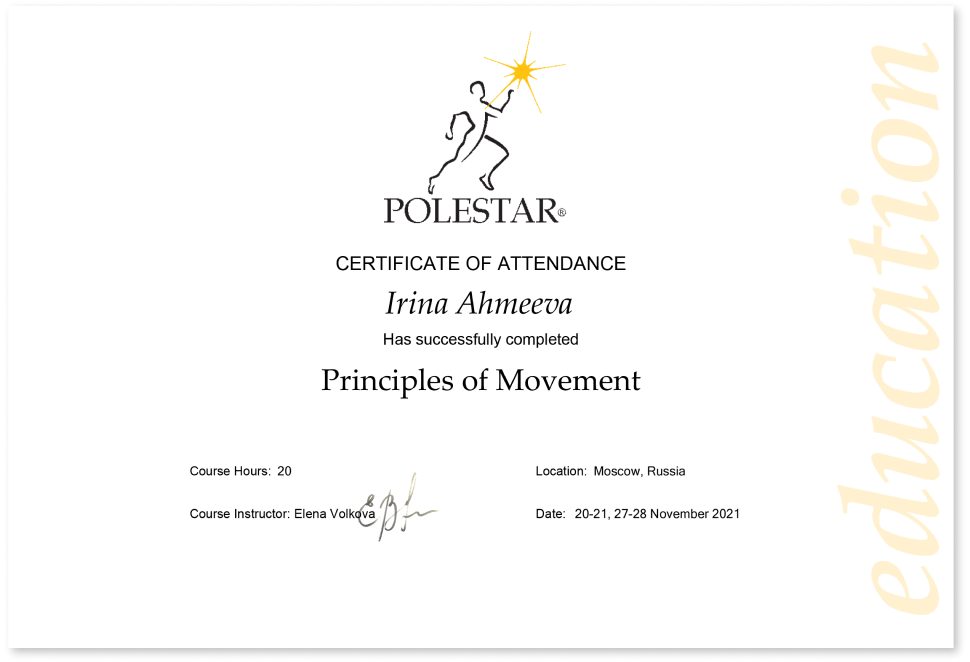 POLESTAR®
CERTIFICATE OF ATTENDANCE
Irina Ahmeeva
Has successfully completed
Principles of Movement
Course Hours: 20
Location: Moscow, Russia
Course Instructor: Elena Volkova
Date: 20-21, 27-28 November 2021
education